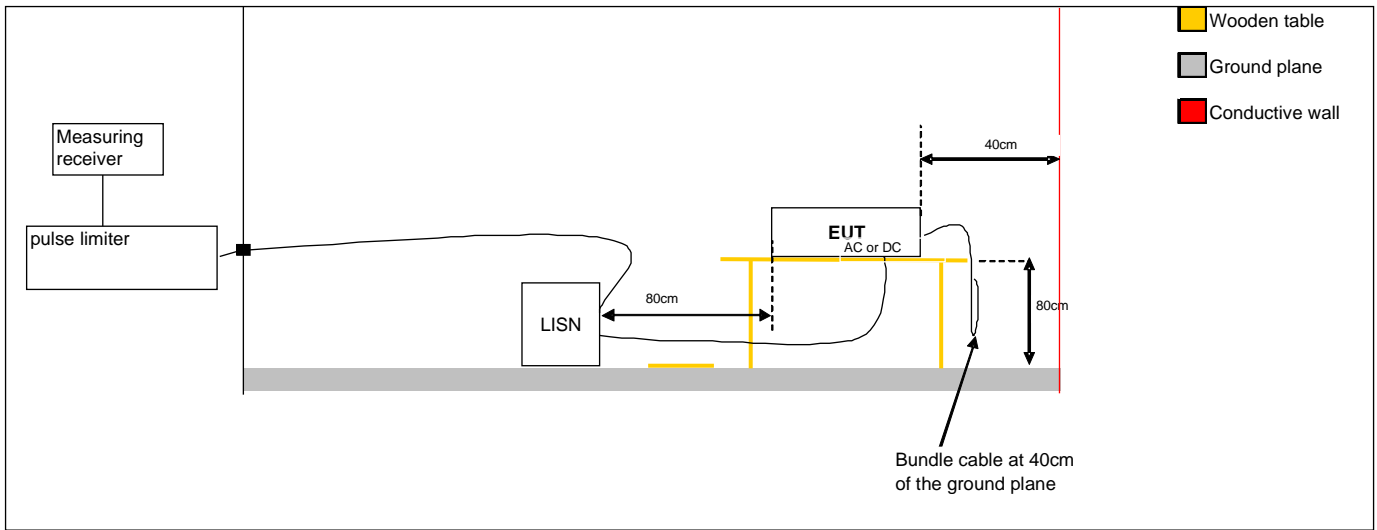 Wooden table
Ground plane
Conductive wall
Measuring
receiver
40cm
pulse limiter
EUT
AC or DC
80cm
80cm
LISN
Bundle cable at 40cm
of the ground plane